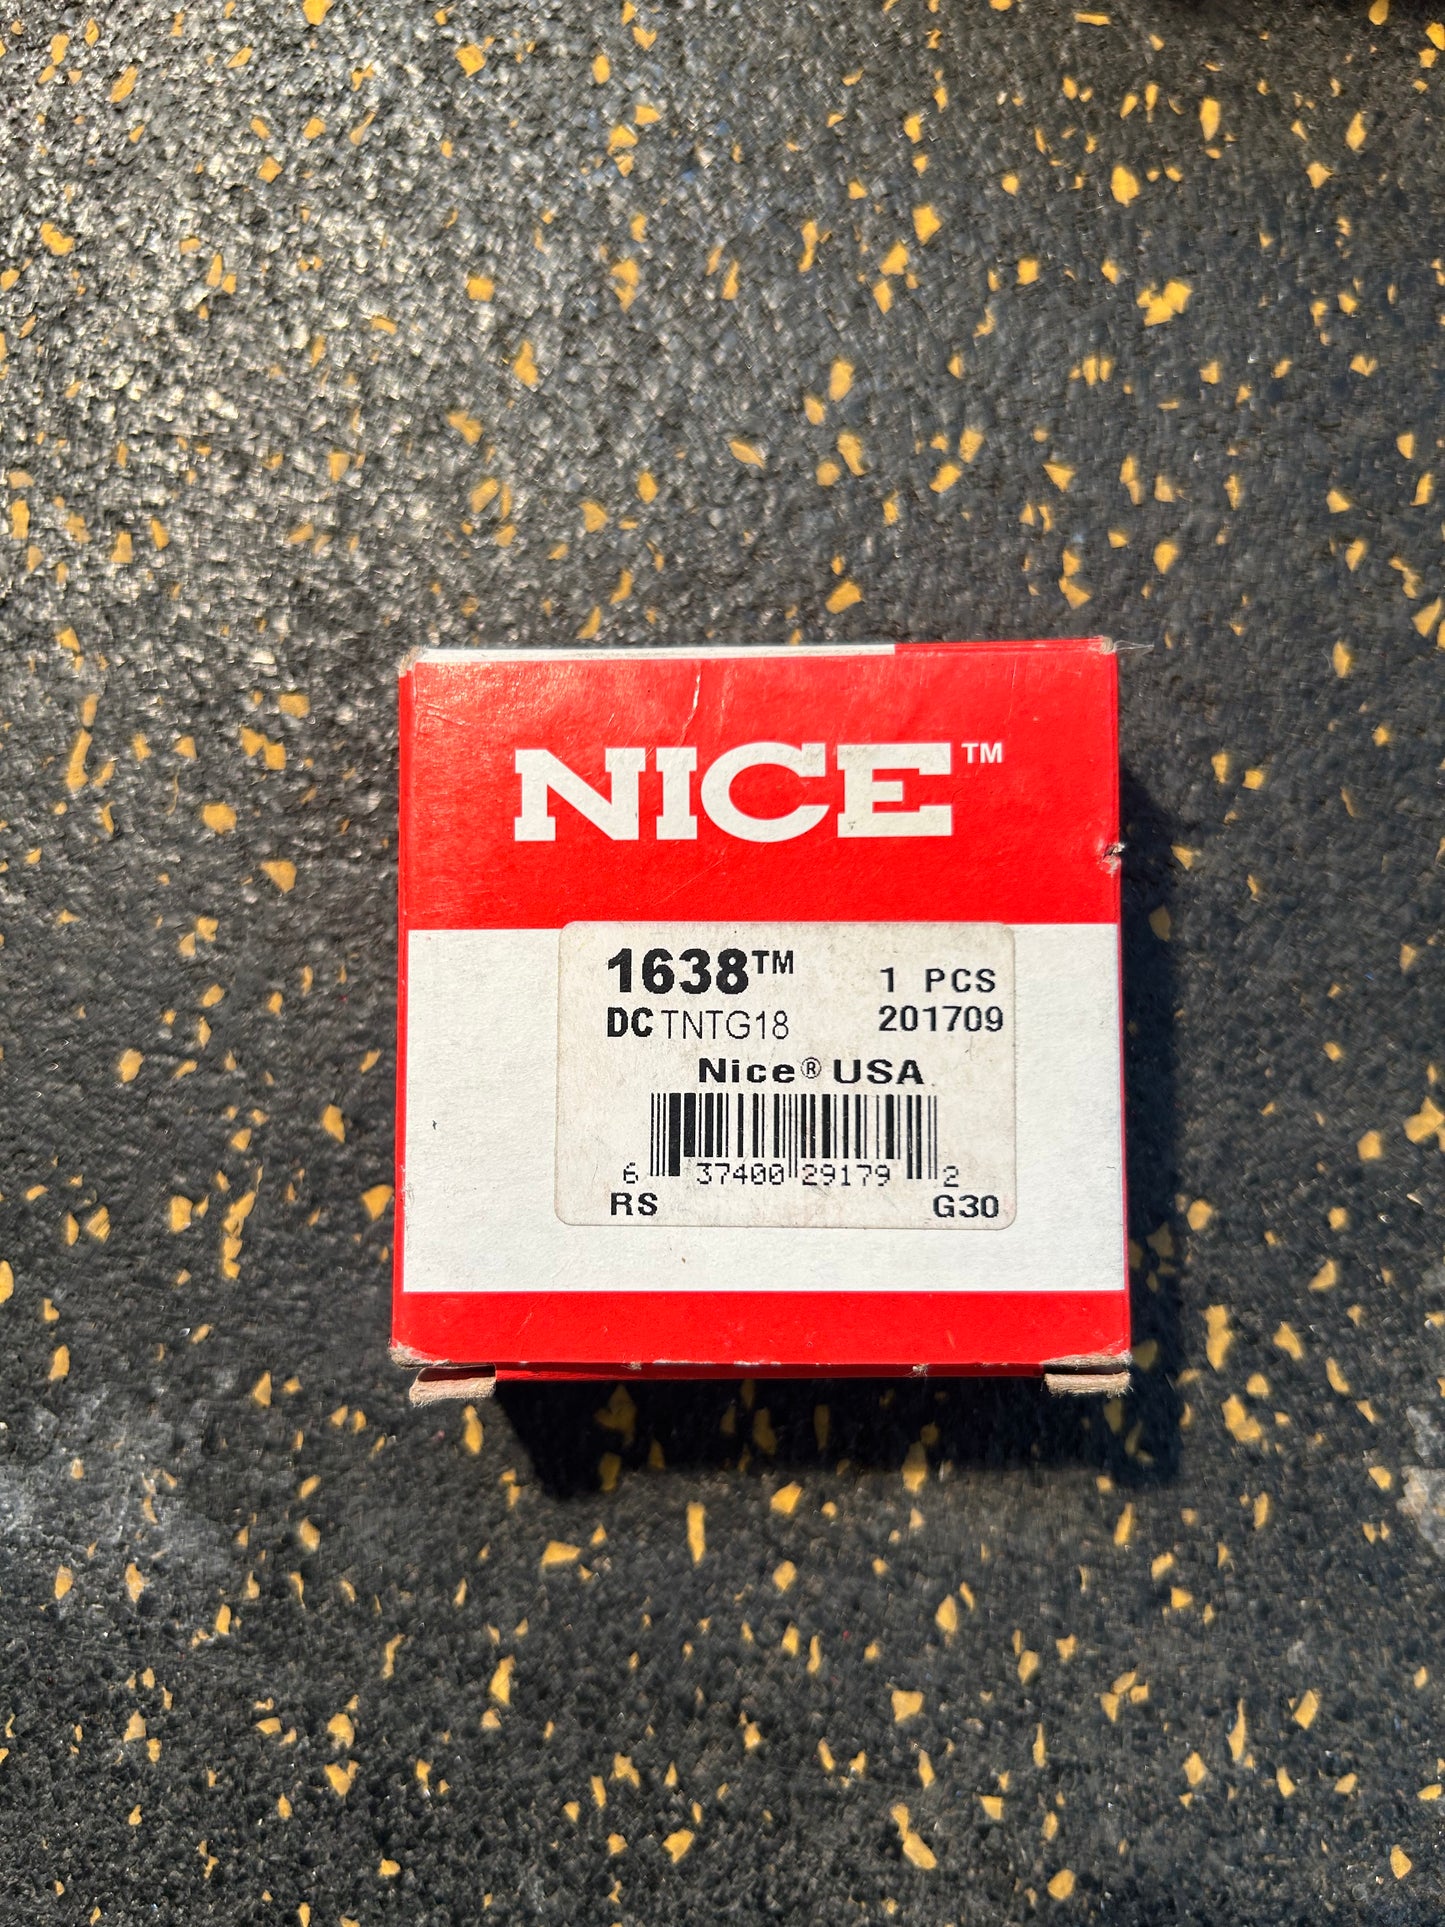 NICE™
1638™ 1 PCS
DC TNTG18 201709
Nice® USA
6 37400 29179 2
RS G30